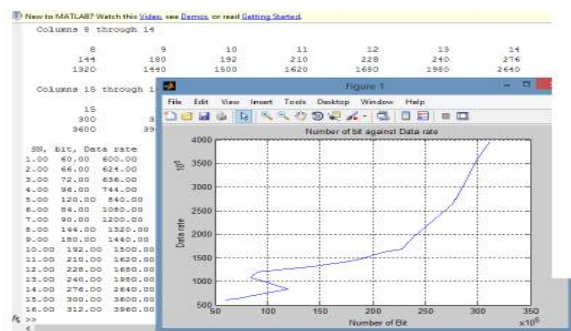 New to MATLAB? Watch this Video, see Demos, or read Getting Started.
Columns 8 through 14
8 9 10 11 12 13 14
144 180 192 210 228 240 276
1320 1440 1500 1620 1680 1980 2640
Columns 15 through 1
15
300 3
3600 39
SN, bit, Data rate
1.00 60.00 600.00
2.00 66.00 624.00
3.00 72.00 636.00
4.00 96.00 744.00
5.00 120.00 840.00
6.00 84.00 1080.00
7.00 90.00 1200.00
8.00 144.00 1320.00
9.00 180.00 1440.00
10.00 192.00 1500.00
11.00 210.00 1620.00
12.00 228.00 1680.00
13.00 240.00 1980.00
14.00 276.00 2640.00
15.00 300.00 3600.00
16.00 312.00 3960.00
fx >>
Figure 1
File Edit View Insert Tools Desktop Window Help
Number of bit against Data rate
4000
3500
3000
2500
2000
1500
1000
500
Data rate
50 100 150 200 250 300 350
Number of Bit
x10⁶